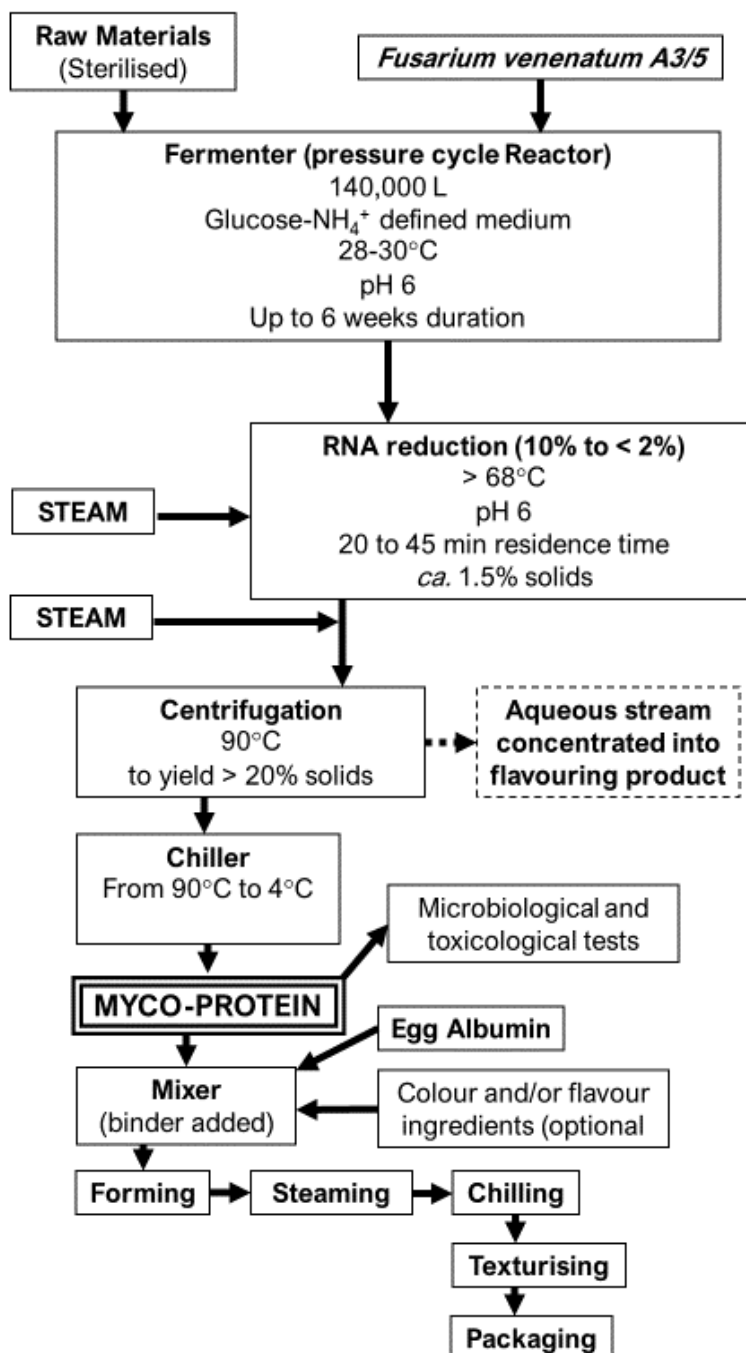 Raw Materials
(Sterilised)
Fusarium venenatum A3/5
Fermenter (pressure cycle Reactor)
140,000 L
Glucose-NH₄⁺ defined medium
28-30°C
pH 6
Up to 6 weeks duration
RNA reduction (10% to < 2%)
> 68°C
pH 6
20 to 45 min residence time
ca. 1.5% solids
STEAM
STEAM
Centrifugation
90°C
to yield > 20% solids
Aqueous stream
concentrated into
flavouring product
Chiller
From 90°C to 4°C
Microbiological and
toxicological tests
MYCO-PROTEIN
Egg Albumin
Mixer
(binder added)
Colour and/or flavour
ingredients (optional
Forming
Steaming
Chilling
Texturising
Packaging